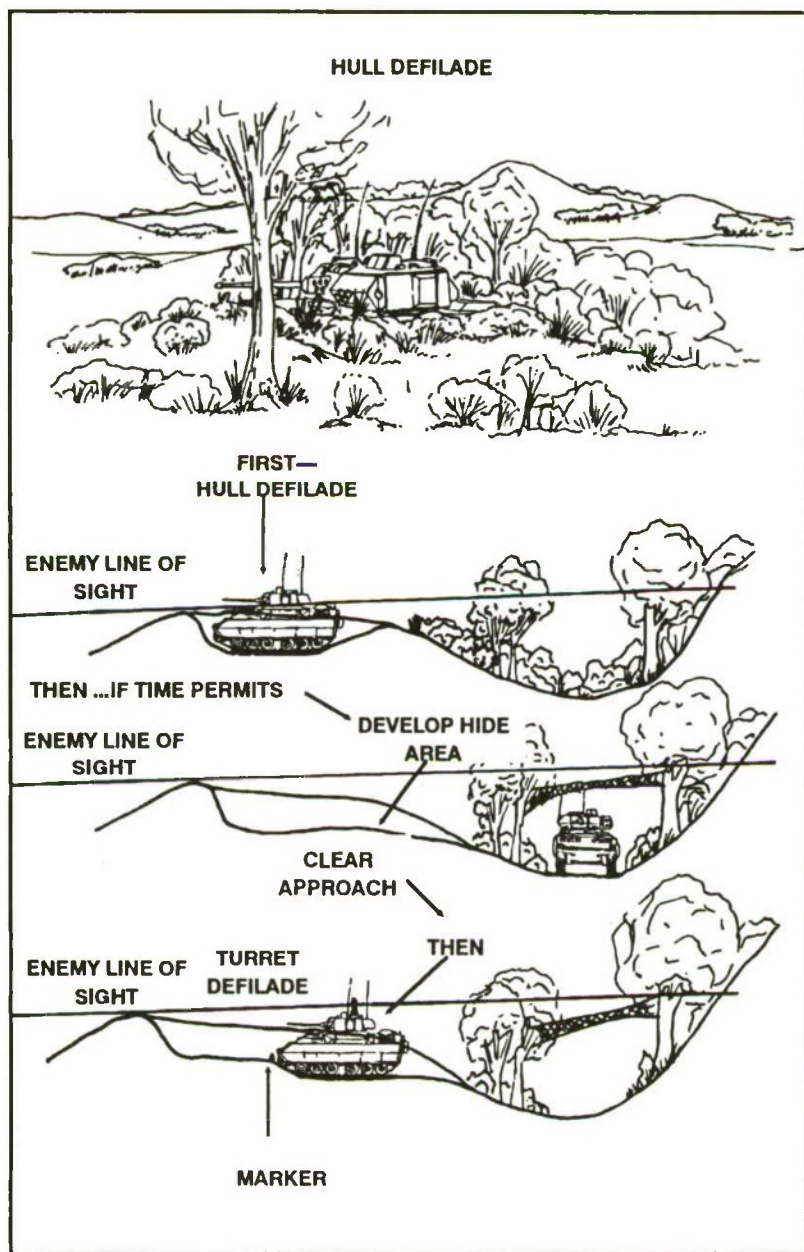 HULL DEFILADE
FIRST—
HULL DEFILADE
ENEMY LINE OF
SIGHT
THEN ...IF TIME PERMITS
DEVELOP HIDE
AREA
ENEMY LINE OF
SIGHT
CLEAR
APPROACH
THEN
TURRET
DEFILADE
ENEMY LINE OF
SIGHT
MARKER